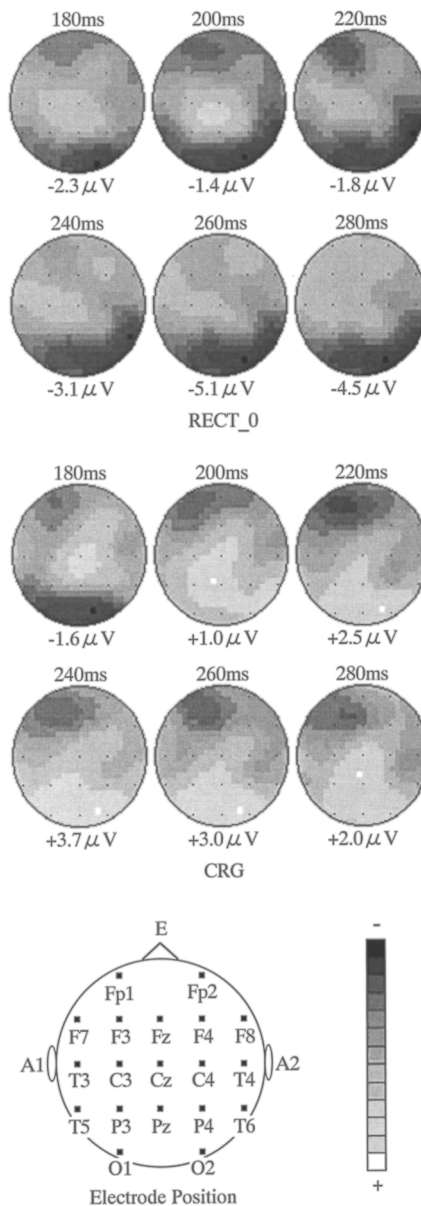 180ms 200ms 220ms
-2.3 μV -1.4 μV -1.8 μV
240ms 260ms 280ms
-3.1 μV -5.1 μV -4.5 μV
RECT_0
180ms 200ms 220ms
-1.6 μV +1.0 μV +2.5 μV
240ms 260ms 280ms
+3.7 μV +3.0 μV +2.0 μV
CRG
E -
Fp1 Fp2
F7 F3 Fz F4 F8
A1 T3 C3 Cz C4 T4 A2
T5 P3 Pz P4 T6
O1 O2
Electrode Position +